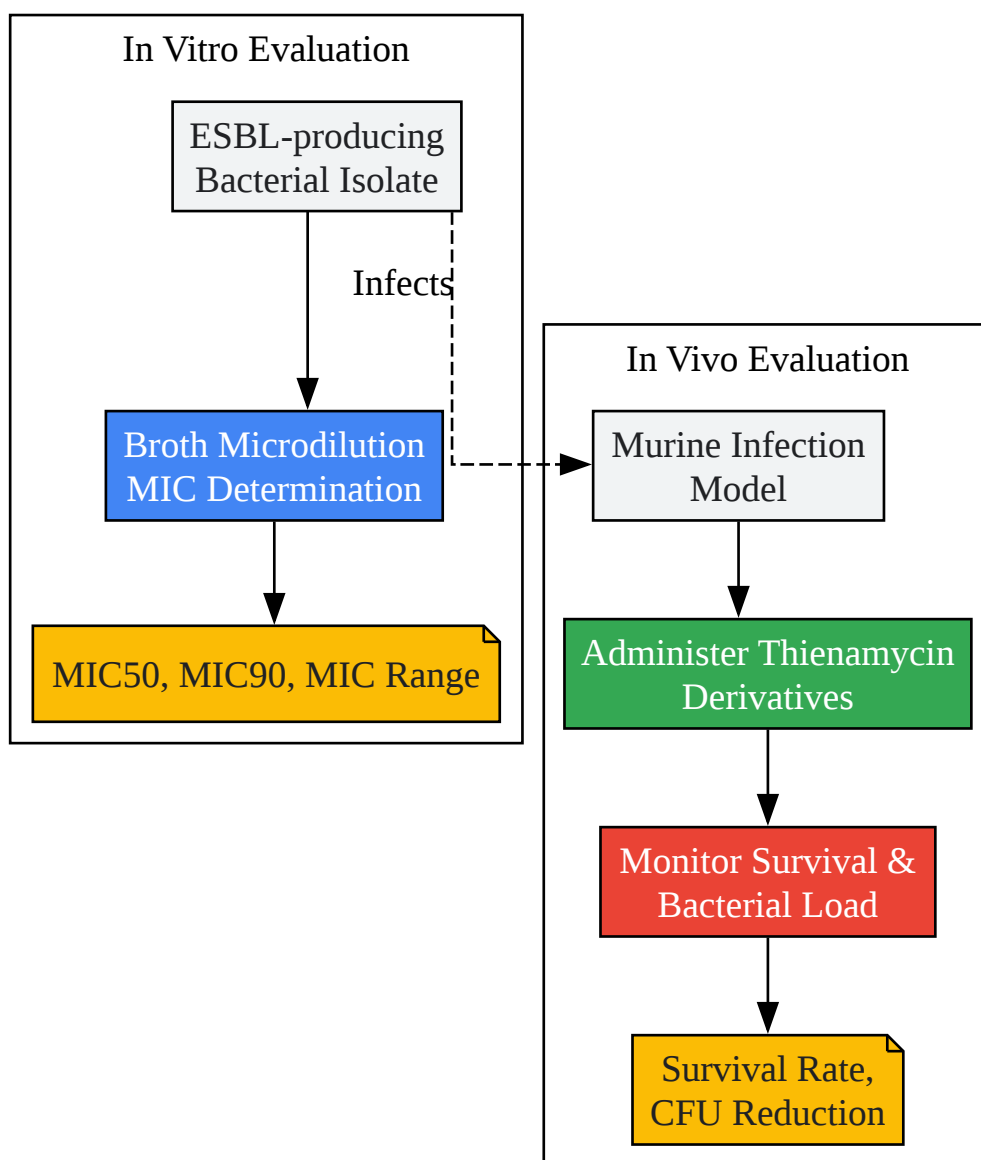 In Vitro Evaluation
ESBL-producing
Bacterial Isolate
Infects
Broth Microdilution
MIC Determination
MIC50, MIC90, MIC Range
In Vivo Evaluation
Murine Infection
Model
Administer Thienamycin
Derivatives
Monitor Survival &
Bacterial Load
Survival Rate,
CFU Reduction